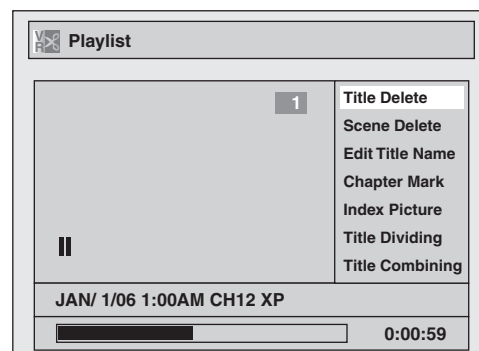 VR Playlist
1
Title Delete
Scene Delete
Edit Title Name
Chapter Mark
Index Picture
Title Dividing
Title Combining
JAN/ 1/06 1:00AM CH12 XP
0:00:59